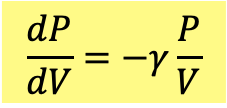 dP/dV = −γ P/V